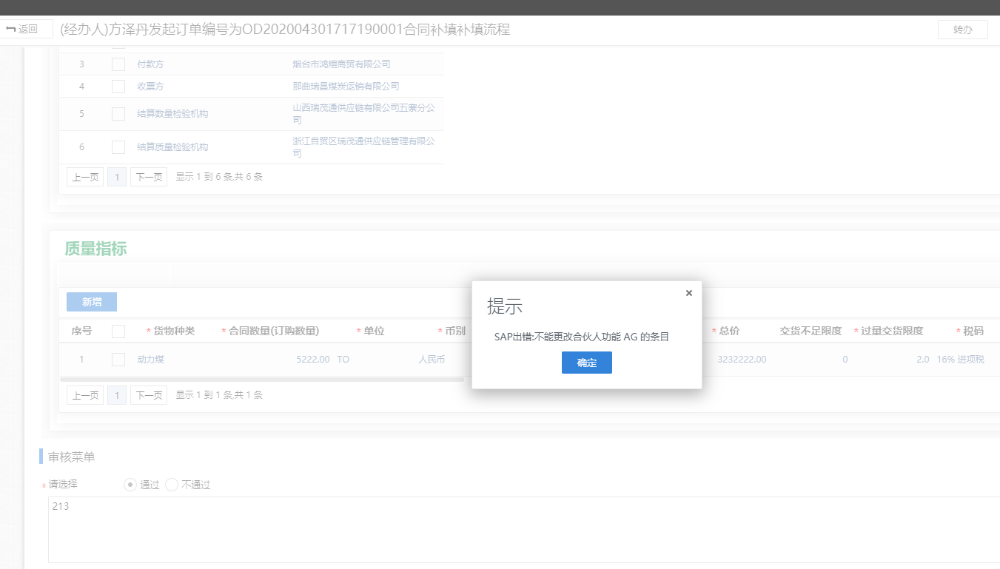 返回 (经办人)方泽丹发起订单编号为OD202004301717190001合同补填补填流程 转办
3 付款方 烟台市鸿煊商贸有限公司
4 收票方 那曲瑞昌煤炭运销有限公司
5 结算数量检验机构 山西瑞茂通供应链有限公司五寨分公
司
6 结算质量检验机构 浙江自贸区瑞茂通供应链管理有限公
司
上一页 1 下一页 显示 1 到 6 条,共 6 条
质量指标
新增
序号 * 货物种类 * 合同数量(订购数量) * 单位 * 币别 * 总价 交货不足限度 * 过量交货限度 * 税码
1 动力煤 5222.00 TO 人民币 3232222.00 0 2.0 16% 进项税
上一页 1 下一页 显示 1 到 1 条,共 1 条
提示
×
SAP出错:不能更改合伙人功能 AG 的条目
确定
审核菜单
* 请选择 通过 不通过
213